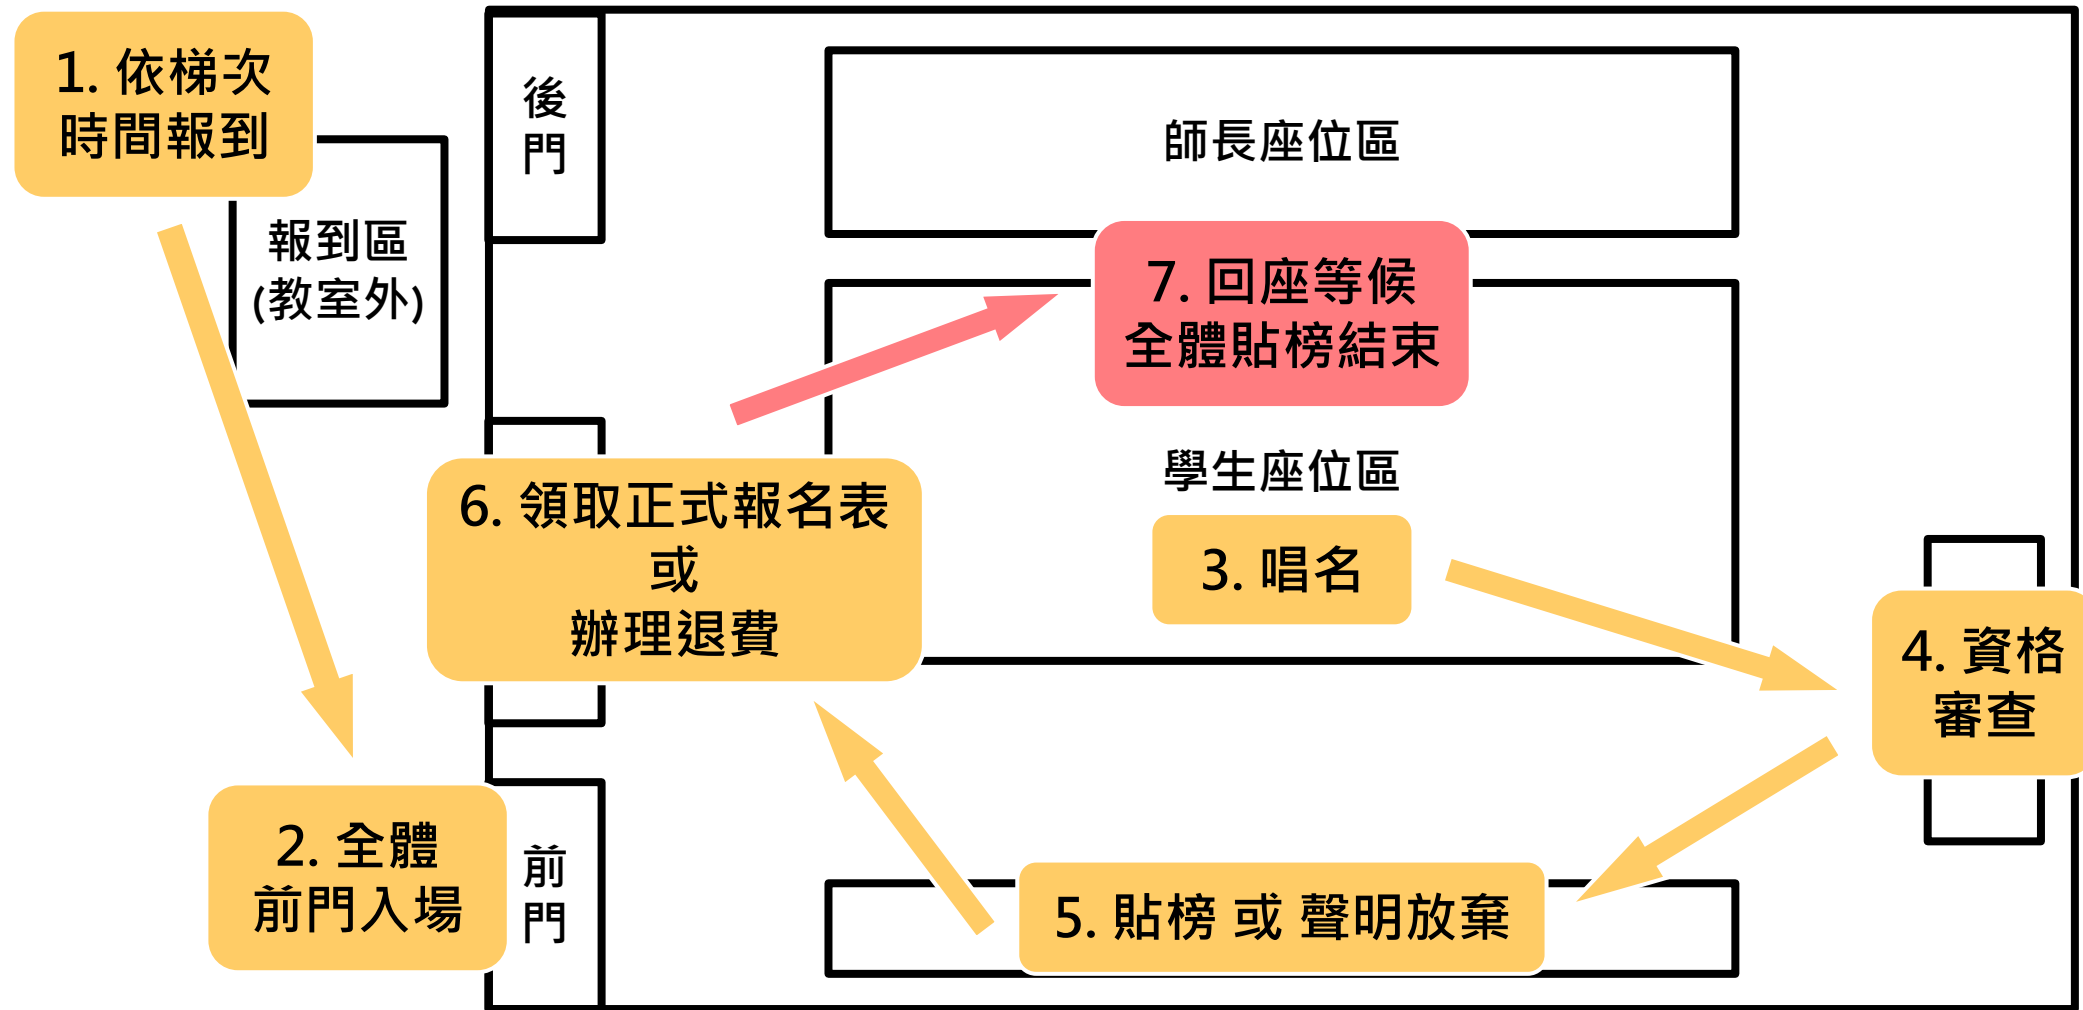 1. 依梯次
時間報到
報到區
(教室外)
後
門
師長座位區
7. 回座等候
全體貼榜結束
學生座位區
6. 領取正式報名表
或
辦理退費
3. 唱名
4. 資格
審查
2. 全體
前門入場
前
門
5. 貼榜 或 聲明放棄